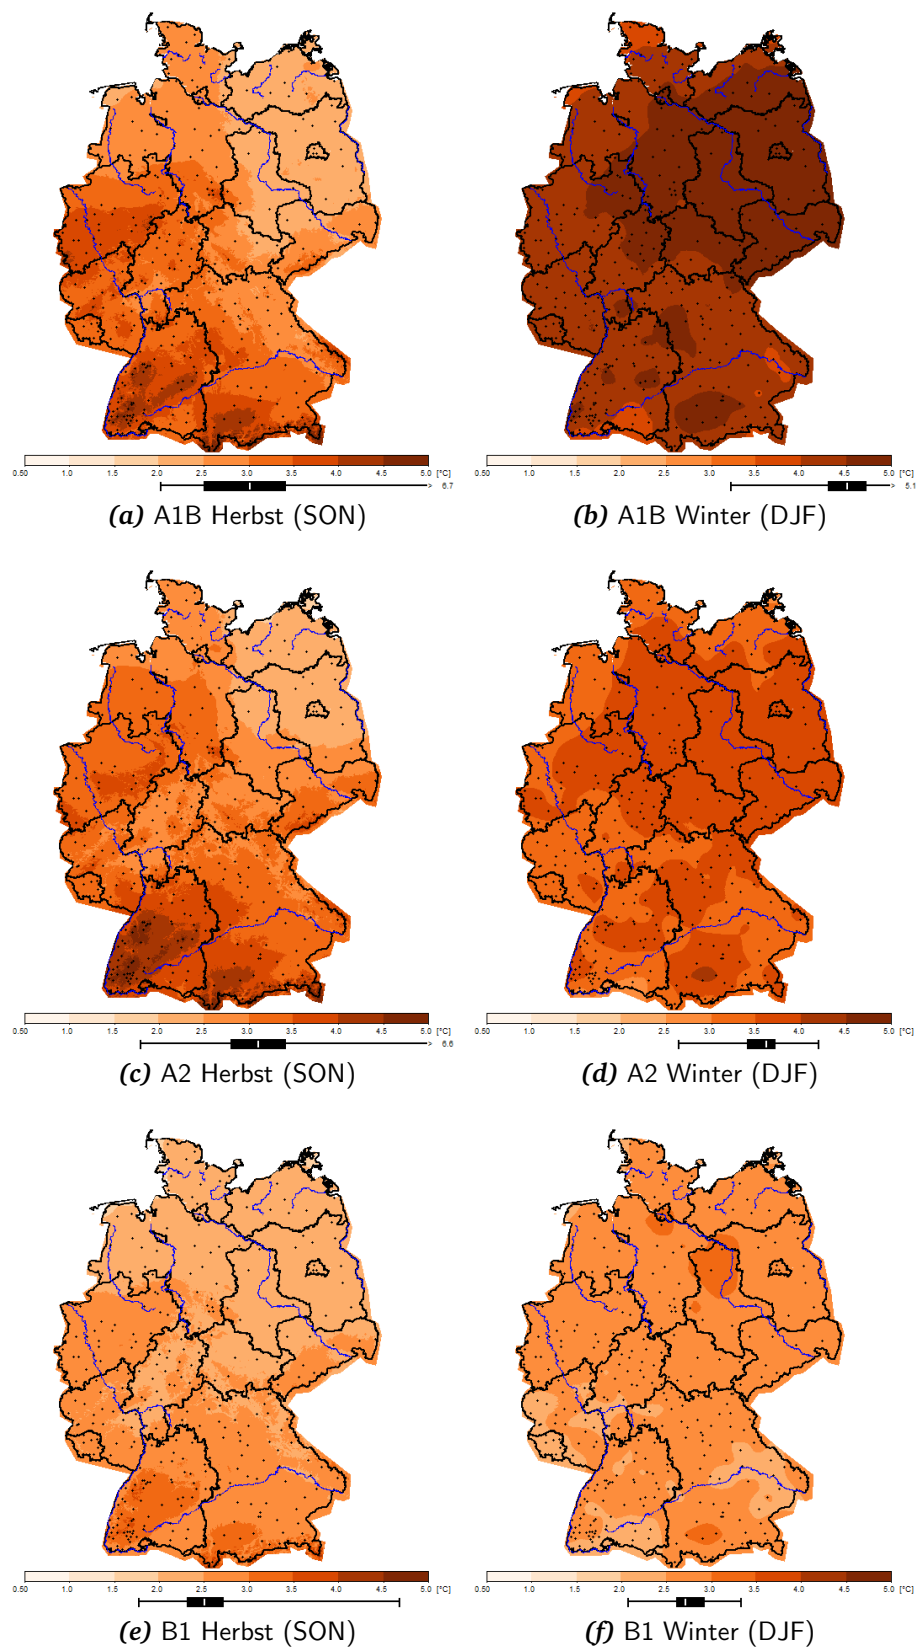 0.50 1.0 1.5 2.0 2.5 3.0 3.5 4.0 4.5 5.0 [°C]
> 6.7
(a) A1B Herbst (SON)
0.50 1.0 1.5 2.0 2.5 3.0 3.5 4.0 4.5 5.0 [°C]
> 5.1
(b) A1B Winter (DJF)
0.50 1.0 1.5 2.0 2.5 3.0 3.5 4.0 4.5 5.0 [°C]
> 6.6
(c) A2 Herbst (SON)
0.50 1.0 1.5 2.0 2.5 3.0 3.5 4.0 4.5 5.0 [°C]
(d) A2 Winter (DJF)
0.50 1.0 1.5 2.0 2.5 3.0 3.5 4.0 4.5 5.0 [°C]
(e) B1 Herbst (SON)
0.50 1.0 1.5 2.0 2.5 3.0 3.5 4.0 4.5 5.0 [°C]
(f) B1 Winter (DJF)